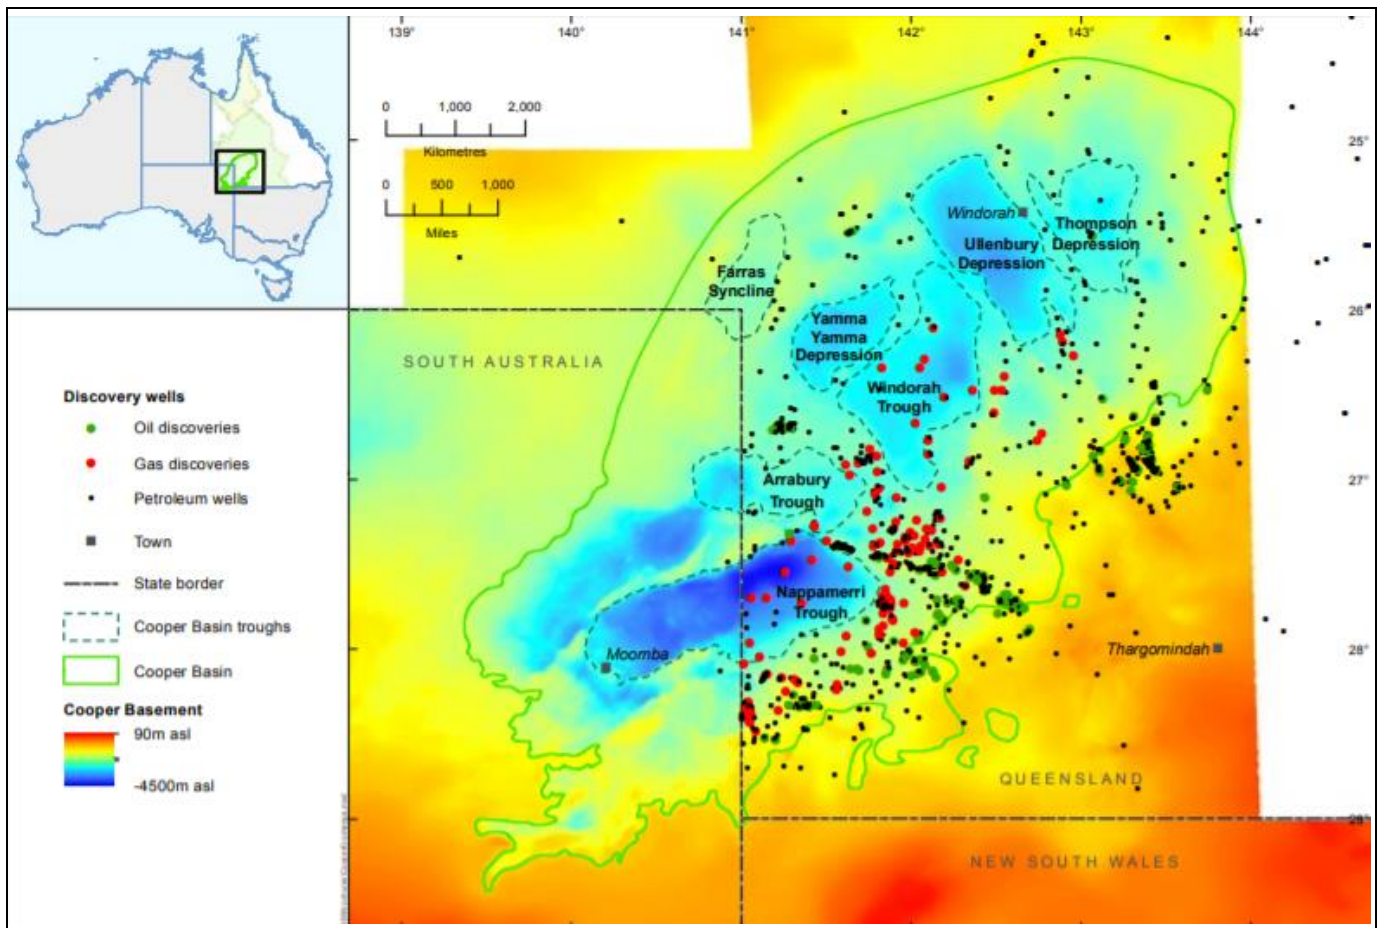 139°
140°
141°
142°
143°
144°
0
1,000
2,000
Kilometres
0
500
1,000
Miles
25°
Windorah
Thompson
Depression
Ullenbury
Depression
Farras
Syncline
26°
Yamma
Yamma
Depression
SOUTH AUSTRALIA
Windorah
Trough
Discovery wells
Oil discoveries
Gas discoveries
Petroleum wells
Town
State border
Cooper Basin troughs
Cooper Basin
Cooper Basement
90m asl
-4500m asl
Arrabury
Trough
27°
Nappamerri
Trough
Moomba
Thargomindah
28°
QUEENSLAND
29°
NEW SOUTH WALES